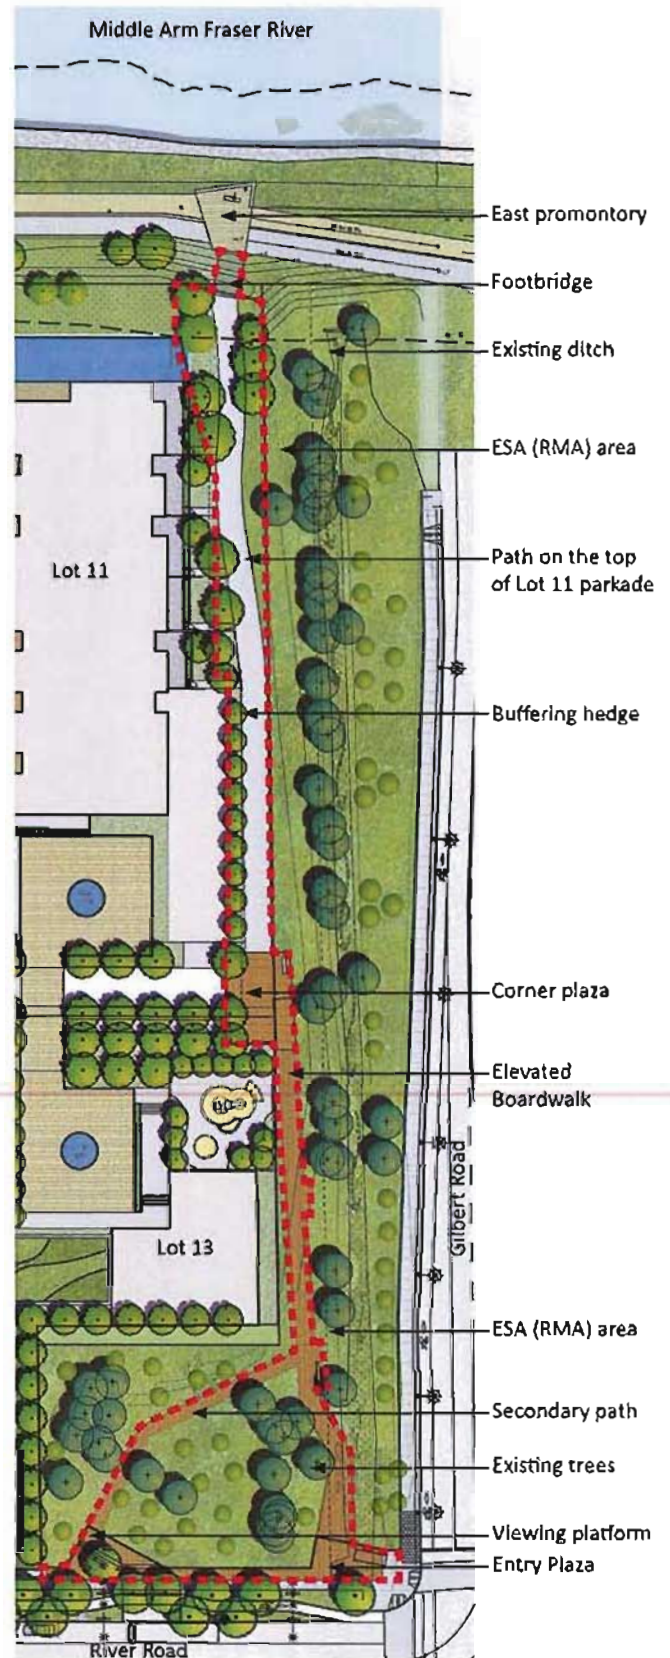 Middle Arm Fraser River
East promontory
Footbridge
Existing ditch
ESA (RMA) area
Path on the top
of Lot 11 parkade
Lot 11
Buffering hedge
Corner plaza
Elevated
Boardwalk
Gilbert Road
Lot 13
ESA (RMA) area
Secondary path
Existing trees
Viewing platform
Entry Plaza
River Road